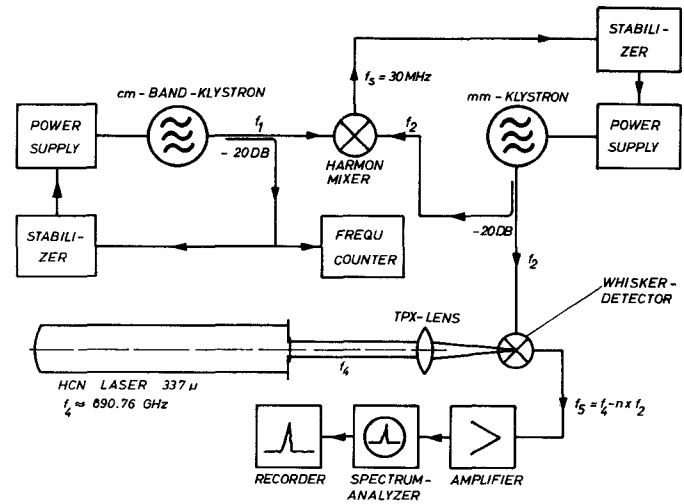 STABILI-
ZER
f5 = 30 MHz
cm-BAND-KLYSTRON
mm-KLYSTRON
POWER
SUPPLY
f1
f2
POWER
SUPPLY
- 20 DB
HARMON
MIXER
-20 DB
STABILI-
ZER
FREQU
COUNTER
f2
WHISKER-
DETECTOR
TPX-LENS
f4
HCN LASER 337 µ
f4 ≈ 890.76 GHz
f5 = f4-n x f2
RECORDER
SPECTRUM-
ANALYZER
AMPLIFIER